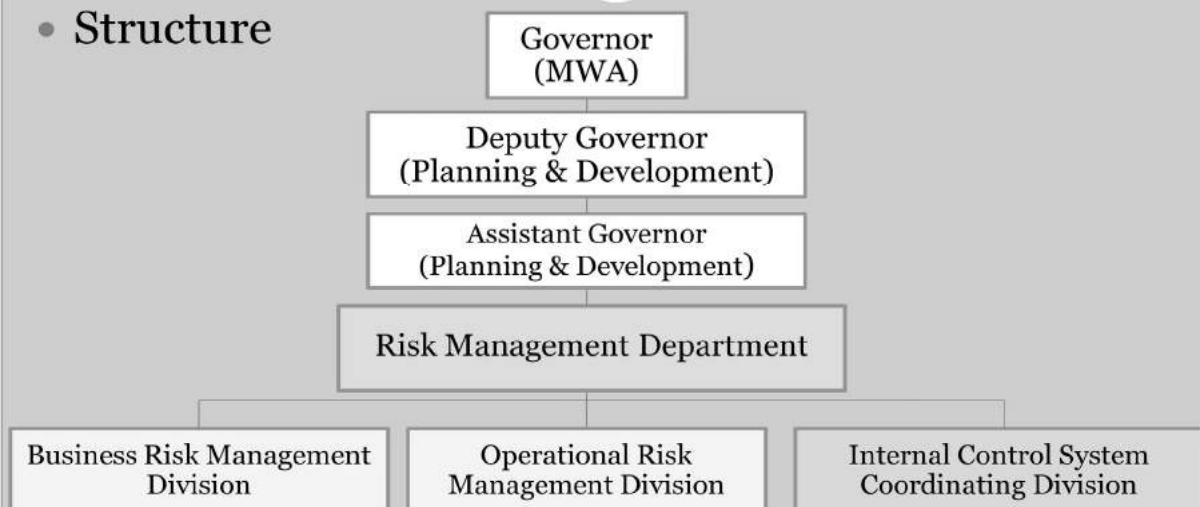 • Structure
Governor
(MWA)
Deputy Governor
(Planning & Development)
Assistant Governor
(Planning & Development)
Risk Management Department
Business Risk Management
Division
Operational Risk
Management Division
Internal Control System
Coordinating Division